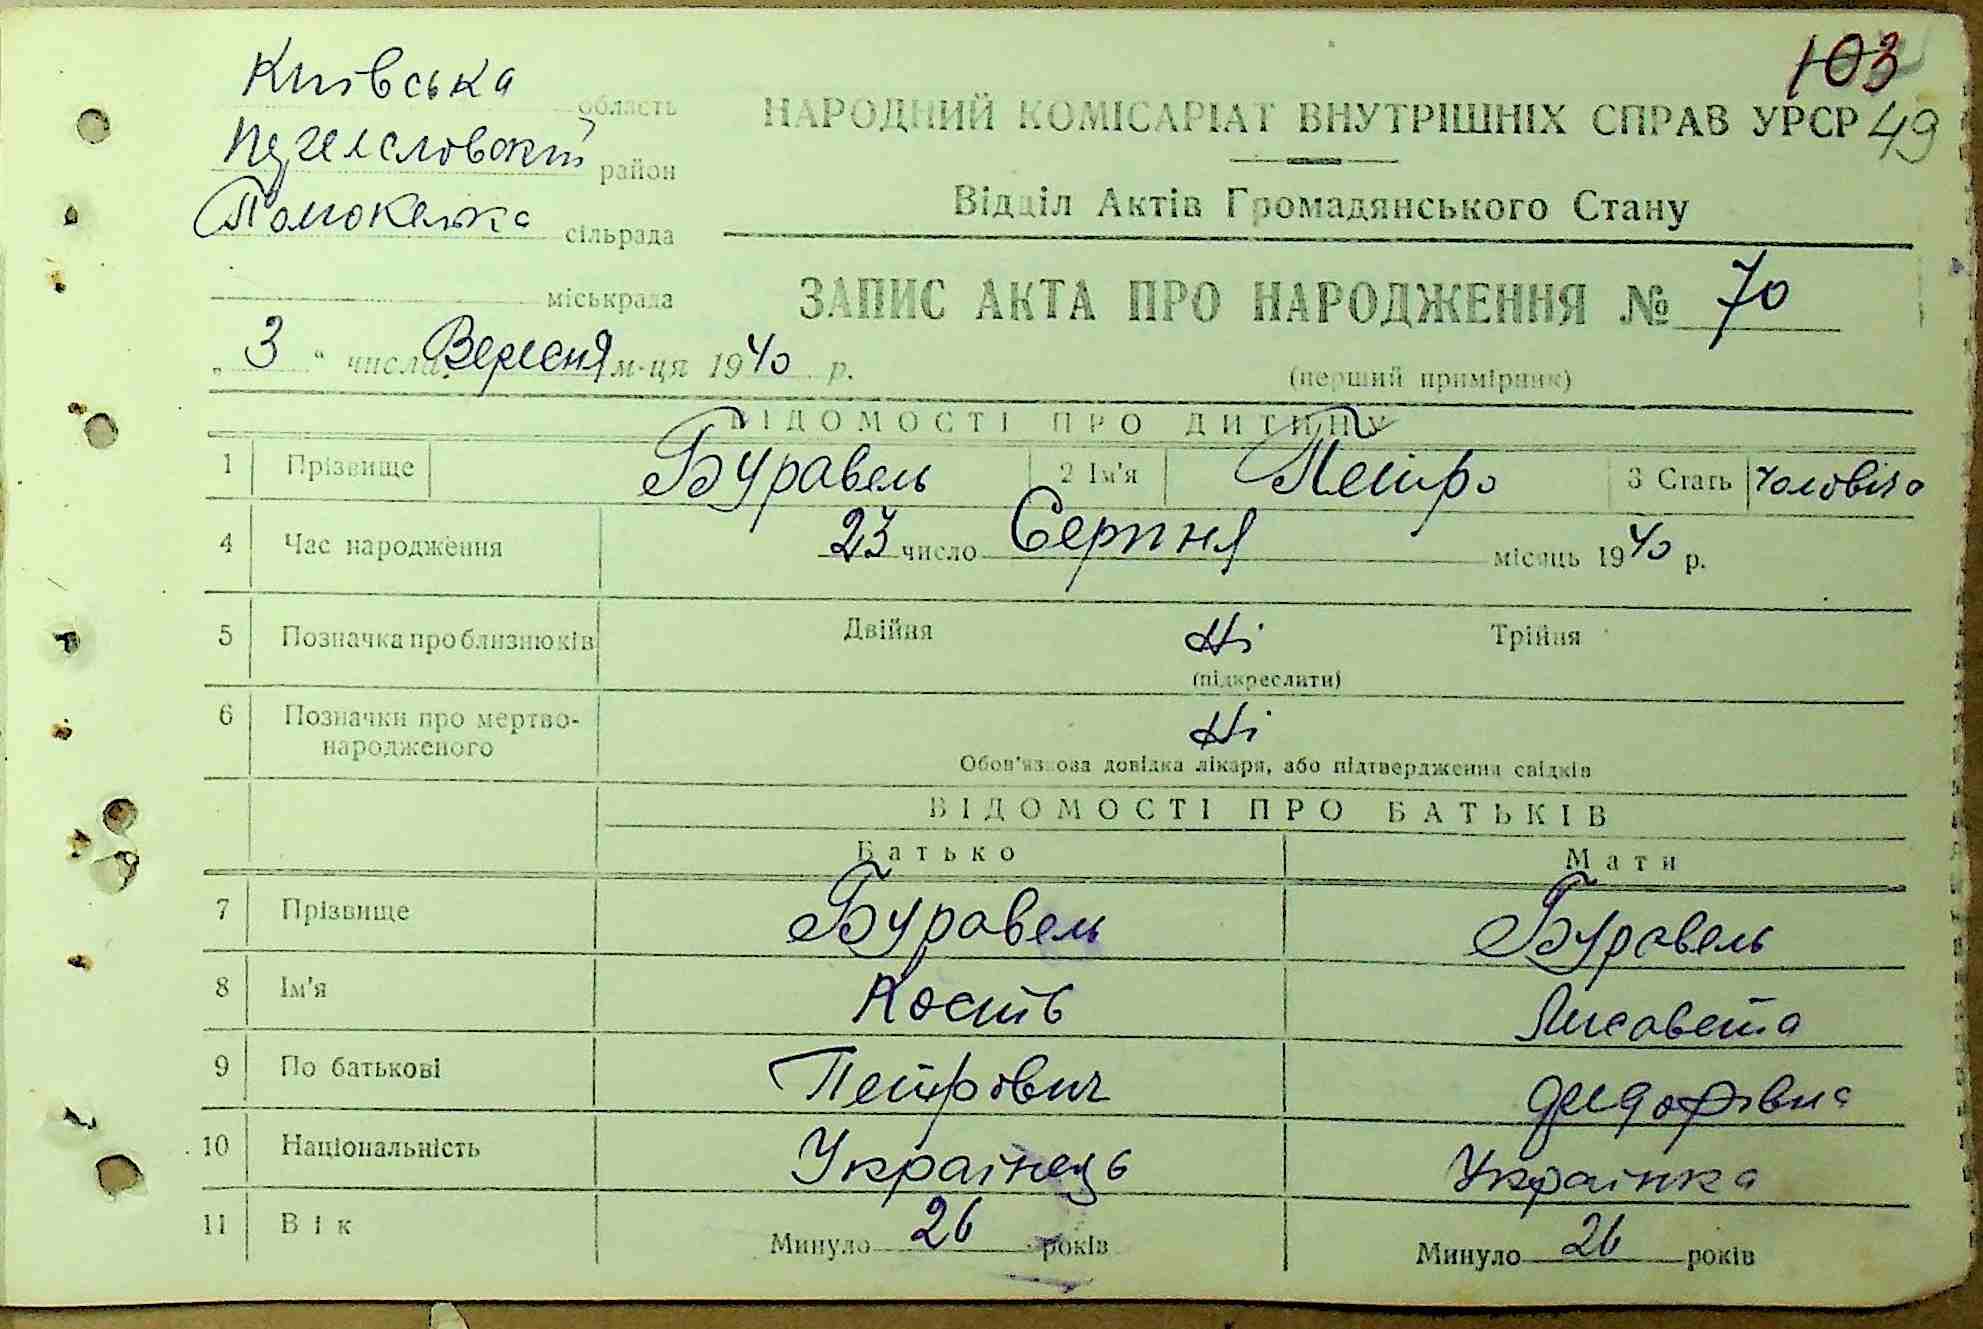 103
Київська область
49
НАРОДНИЙ КОМІСАРІАТ ВНУТРІШНІХ СПРАВ УРСР
район
Відділ Актів Громадянського Стану
сільрада
міськрада
ЗАПИС АКТА ПРО НАРОДЖЕННЯ № 70
„ 3 “ числа Вересня м-ця 1940 р.
(перший примірник)
ВІДОМОСТІ ПРО ДИТИНУ
1 Прізвище Буравель 2 Ім'я Петро 3 Стать чоловіча
4 Час народження 23 число Серпня місяць 1940 р.
5 Позначка про близнюків Двійня Ні Трійня
(підкреслити)
6 Позначки про мертво-
народженого Ні
Обов'язкова довідка лікаря, або підтвердження свідків
ВІДОМОСТІ ПРО БАТЬКІВ
Батько Мати
7 Прізвище Буравель Буравель
8 Ім'я Кость Лисавета
9 По батькові Петрович
10 Національність Українець Українка
11 Вік Минуло 26 років Минуло 26 років